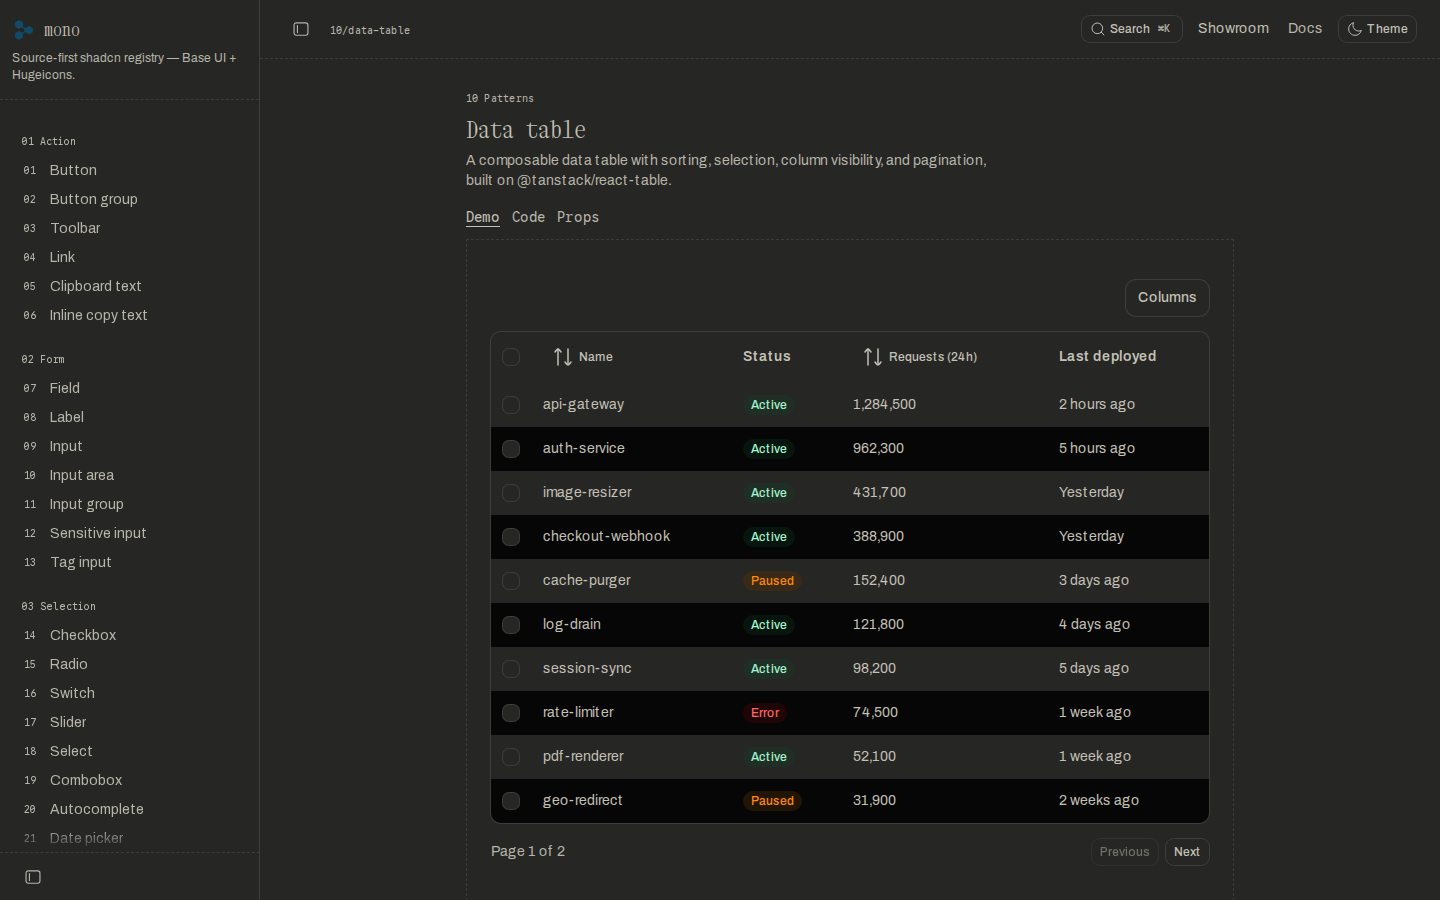 mono
Source-first shadcn registry — Base UI +
Hugeicons.
01 Action
01 Button
02 Button group
03 Toolbar
04 Link
05 Clipboard text
06 Inline copy text
02 Form
07 Field
08 Label
09 Input
10 Input area
11 Input group
12 Sensitive input
13 Tag input
03 Selection
14 Checkbox
15 Radio
16 Switch
17 Slider
18 Select
19 Combobox
20 Autocomplete
21 Date picker
10/data-table
Search ⌘K
Showroom
Docs
Theme
10 Patterns
Data table
A composable data table with sorting, selection, column visibility, and pagination,
built on @tanstack/react-table.
Demo Code Props
Columns
Name Status Requests (24h) Last deployed
api-gateway Active 1,284,500 2 hours ago
auth-service Active 962,300 5 hours ago
image-resizer Active 431,700 Yesterday
checkout-webhook Active 388,900 Yesterday
cache-purger Paused 152,400 3 days ago
log-drain Active 121,800 4 days ago
session-sync Active 98,200 5 days ago
rate-limiter Error 74,500 1 week ago
pdf-renderer Active 52,100 1 week ago
geo-redirect Paused 31,900 2 weeks ago
Page 1 of 2
Previous Next